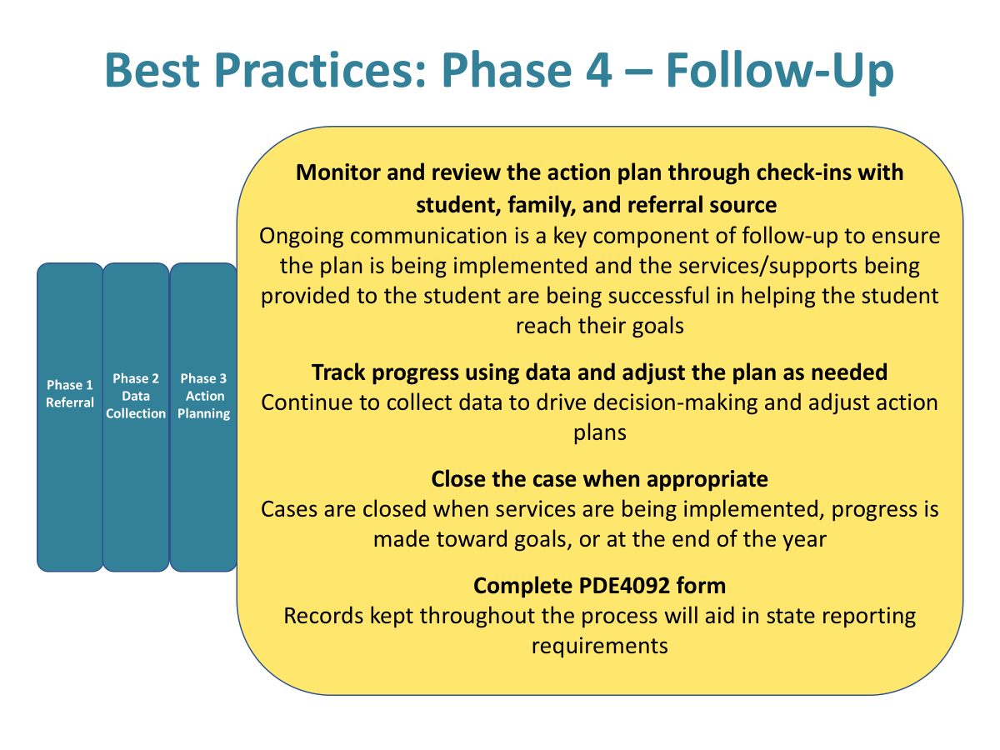 Best Practices: Phase 4 – Follow-Up
Phase 1
Referral
Phase 2
Data
Collection
Phase 3
Action
Planning
Monitor and review the action plan through check-ins with
student, family, and referral source
Ongoing communication is a key component of follow-up to ensure
the plan is being implemented and the services/supports being
provided to the student are being successful in helping the student
reach their goals
Track progress using data and adjust the plan as needed
Continue to collect data to drive decision-making and adjust action
plans
Close the case when appropriate
Cases are closed when services are being implemented, progress is
made toward goals, or at the end of the year
Complete PDE4092 form
Records kept throughout the process will aid in state reporting
requirements